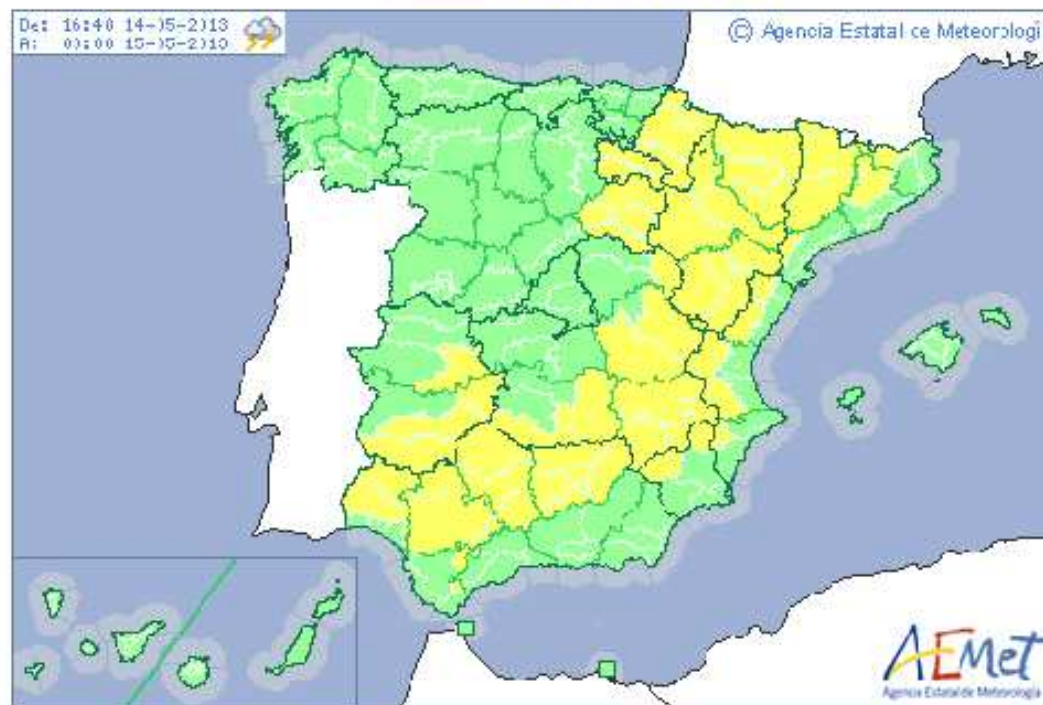 De: 16:40 14-05-2013
A: 00:00 15-05-2013
© Agencia Estatal de Meteorologí
AEMet
Agencia Estatal de Meteorología